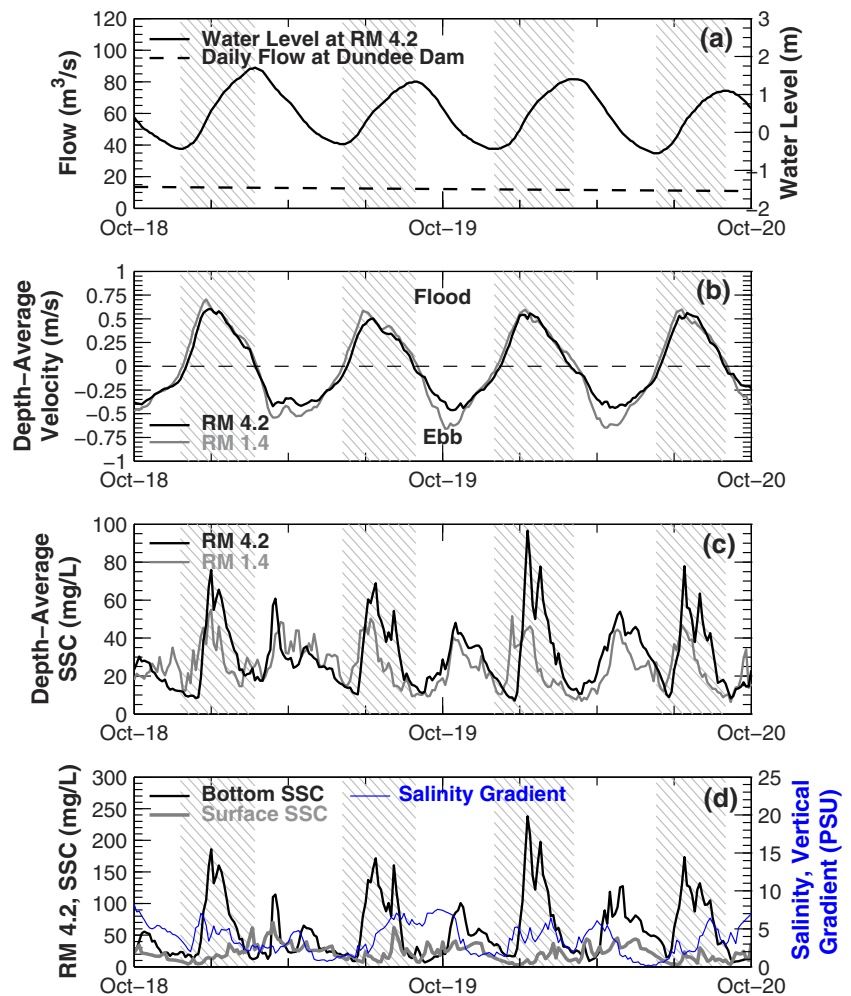 (a)
Water Level at RM 4.2
Daily Flow at Dundee Dam
Flow (m³/s)
Water Level (m)
120
100
80
60
40
20
0
3
2
1
0
−1
−2
Oct−18
Oct−19
Oct−20
(b)
Flood
Ebb
RM 4.2
RM 1.4
Depth−Average
Velocity (m/s)
1
0.75
0.5
0.25
0
−0.25
−0.5
−0.75
−1
Oct−18
Oct−19
Oct−20
(c)
RM 4.2
RM 1.4
Depth−Average
SSC (mg/L)
100
80
60
40
20
0
Oct−18
Oct−19
Oct−20
(d)
Bottom SSC
Surface SSC
Salinity Gradient
RM 4.2, SSC (mg/L)
Salinity, Vertical
Gradient (PSU)
300
250
200
150
100
50
0
25
20
15
10
5
0
Oct−18
Oct−19
Oct−20